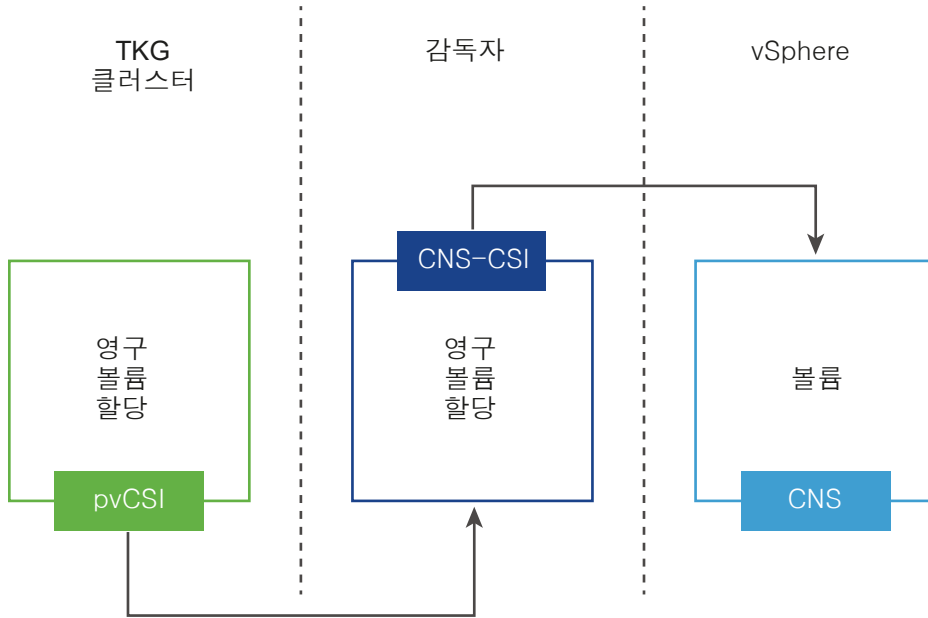 TKG
클러스터
감독자
vSphere
영구
볼륨
할당
pvCSI
CNS-CSI
영구
볼륨
할당
볼륨
CNS